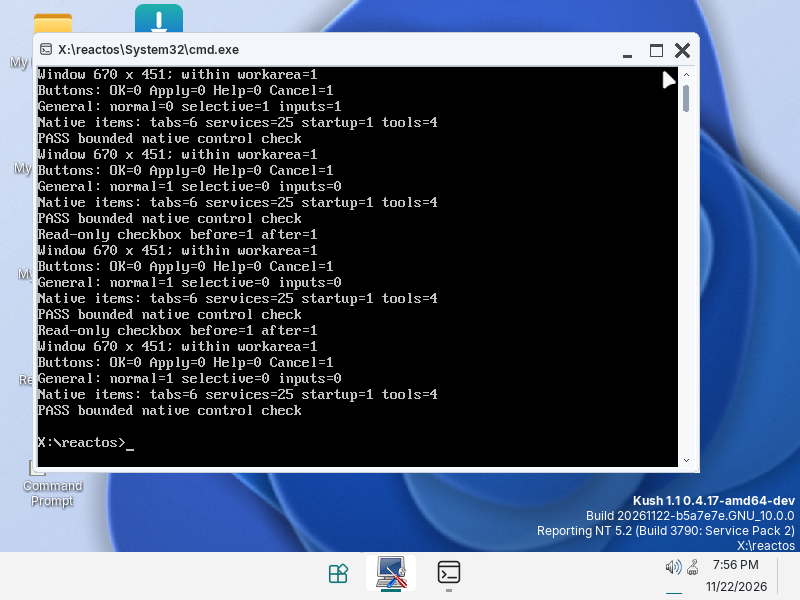 X:\reactos\System32\cmd.exe
Window 670 x 451; within workarea=1
Buttons: OK=0 Apply=0 Help=0 Cancel=1
General: normal=0 selective=1 inputs=1
Native items: tabs=6 services=25 startup=1 tools=4
PASS bounded native control check
Window 670 x 451; within workarea=1
Buttons: OK=0 Apply=0 Help=0 Cancel=1
General: normal=1 selective=0 inputs=0
Native items: tabs=6 services=25 startup=1 tools=4
PASS bounded native control check
Read-only checkbox before=1 after=1
Window 670 x 451; within workarea=1
Buttons: OK=0 Apply=0 Help=0 Cancel=1
General: normal=1 selective=0 inputs=0
Native items: tabs=6 services=25 startup=1 tools=4
PASS bounded native control check
Read-only checkbox before=1 after=1
Window 670 x 451; within workarea=1
Buttons: OK=0 Apply=0 Help=0 Cancel=1
General: normal=1 selective=0 inputs=0
Native items: tabs=6 services=25 startup=1 tools=4
PASS bounded native control check
X:\reactos>_
My
My
Command
Prompt
Kush 1.1 0.4.17-amd64-dev
Build 20261122-b5a7e7e.GNU_10.0.0
Reporting NT 5.2 (Build 3790: Service Pack 2)
X:\reactos
7:56 PM
11/22/2026